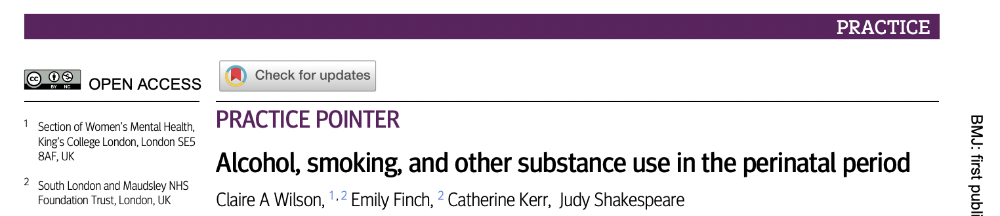 PRACTICE
cc BY NC OPEN ACCESS
Check for updates
1 Section of Women's Mental Health,
King's College London, London SE5
8AF, UK
2 South London and Maudsley NHS
Foundation Trust, London, UK
PRACTICE POINTER
Alcohol, smoking, and other substance use in the perinatal period
Claire A Wilson, 1, 2 Emily Finch, 2 Catherine Kerr, Judy Shakespeare
BMJ: first publi